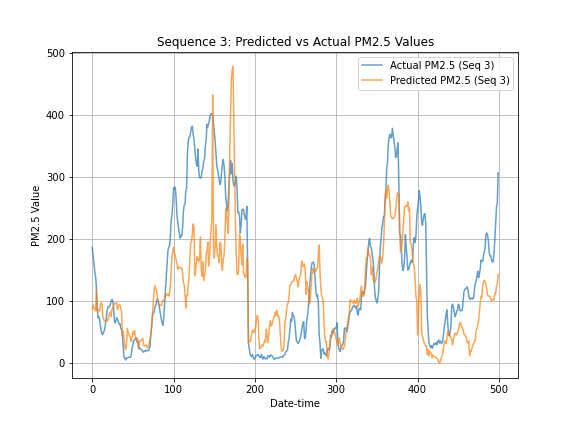 Sequence 3: Predicted vs Actual PM2.5 Values
Actual PM2.5 (Seq 3)
Predicted PM2.5 (Seq 3)
PM2.5 Value
500
400
300
200
100
0
0 100 200 300 400 500
Date-time